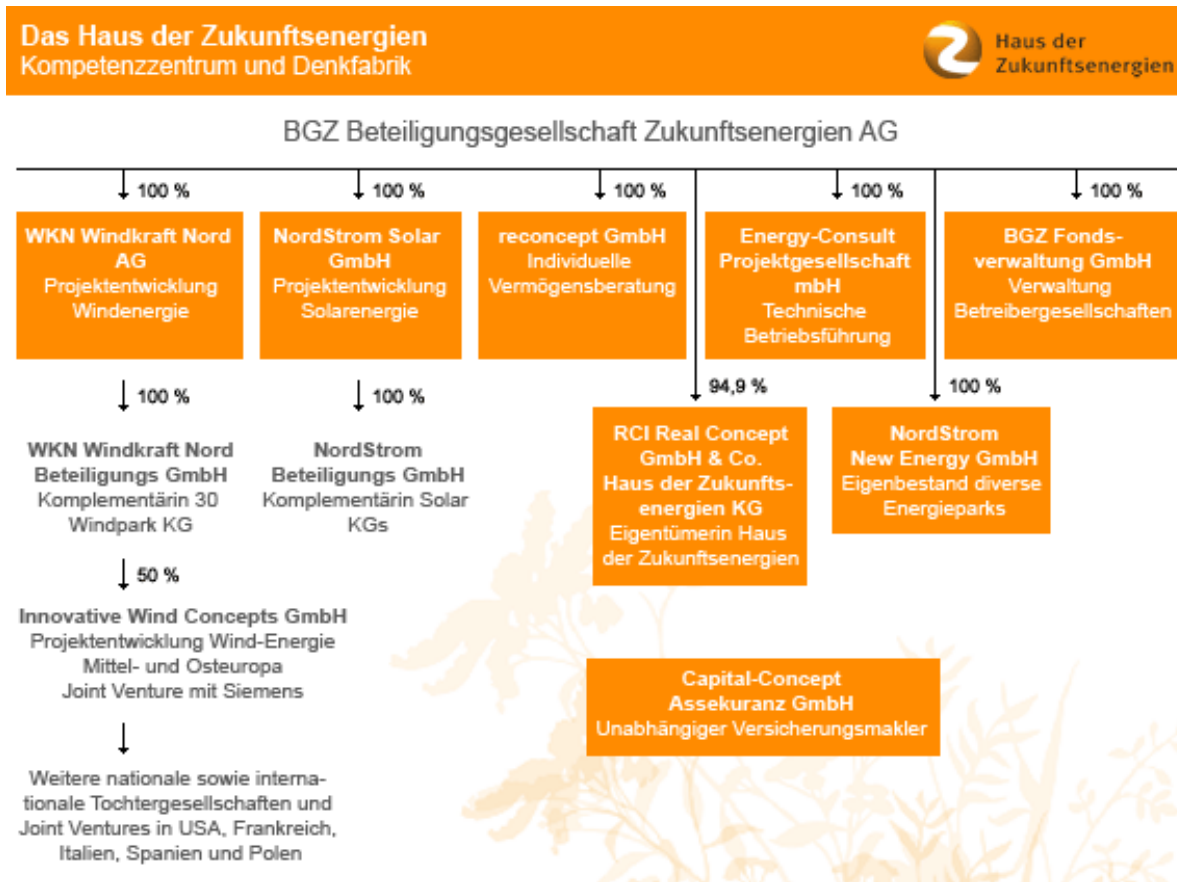 Das Haus der Zukunftsenergien
Kompetenzzentrum und Denkfabrik
Haus der
Zukunftsenergien
BGZ Beteiligungsgesellschaft Zukunftsenergien AG
100 %
100 %
100 %
100 %
100 %
WKN Windkraft Nord
AG
Projektentwicklung
Windenergie
NordStrom Solar
GmbH
Projektentwicklung
Solarenergie
reconcept GmbH
Individuelle
Vermögensberatung
Energy-Consult
Projektgesellschaft
mbH
Technische
Betriebsführung
BGZ Fonds-
verwaltung GmbH
Verwaltung
Betreibergesellschaften
100 %
100 %
94,9 %
100 %
WKN Windkraft Nord
Beteiligungs GmbH
Komplementärin 30
Windpark KG
NordStrom
Beteiligungs GmbH
Komplementärin Solar
KGs
RCI Real Concept
GmbH & Co.
Haus der Zukunfts-
energien KG
Eigentümerin Haus
der Zukunftsenergien
NordStrom
New Energy GmbH
Eigenbestand diverse
Energieparks
50 %
Innovative Wind Concepts GmbH
Projektentwicklung Wind-Energie
Mittel- und Osteuropa
Joint Venture mit Siemens
Capital-Concept
Assekuranz GmbH
Unabhängiger Versicherungsmakler
Weitere nationale sowie interna-
tionale Tochtergesellschaften und
Joint Ventures in USA, Frankreich,
Italien, Spanien und Polen